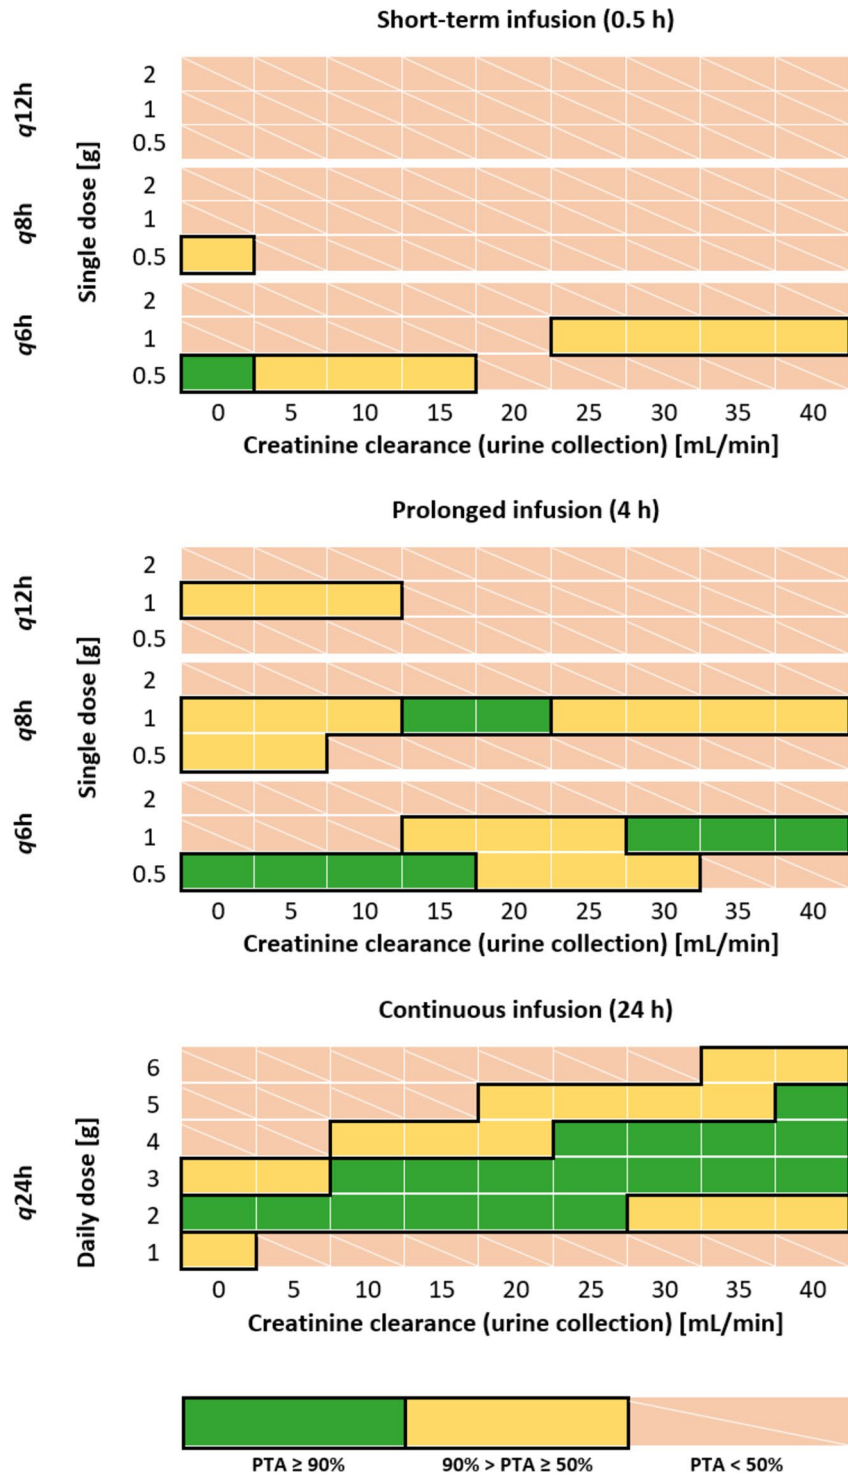 Short-term infusion (0.5 h)
q12h
Single dose [g]
2
1
0.5
q8h
2
1
0.5
q6h
2
1
0.5
0 5 10 15 20 25 30 35 40
Creatinine clearance (urine collection) [mL/min]
Prolonged infusion (4 h)
q12h
Single dose [g]
2
1
0.5
q8h
2
1
0.5
q6h
2
1
0.5
0 5 10 15 20 25 30 35 40
Creatinine clearance (urine collection) [mL/min]
Continuous infusion (24 h)
q24h
Daily dose [g]
6
5
4
3
2
1
0 5 10 15 20 25 30 35 40
Creatinine clearance (urine collection) [mL/min]
PTA ≥ 90% 90% > PTA ≥ 50% PTA < 50%